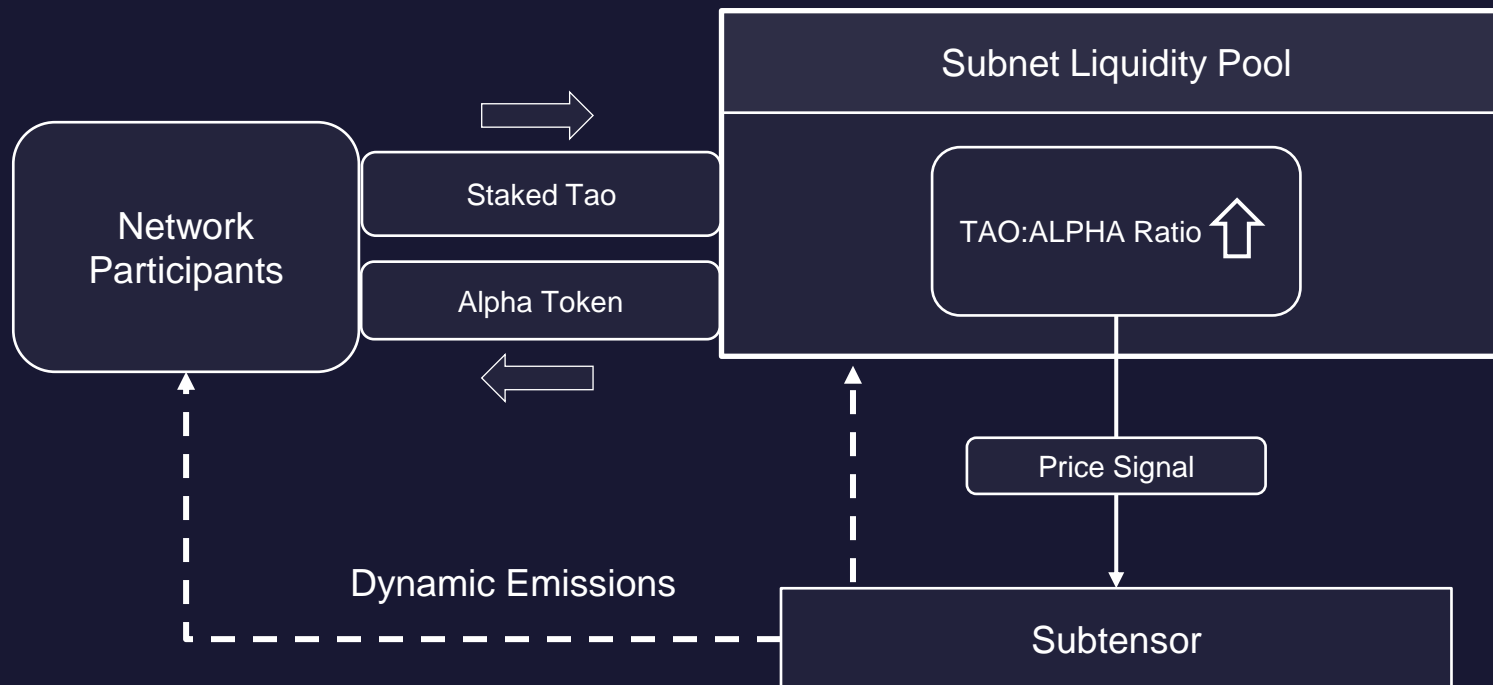 Subnet Liquidity Pool
Network
Participants
Staked Tao
Alpha Token
TAO:ALPHA Ratio
Price Signal
Dynamic Emissions
Subtensor